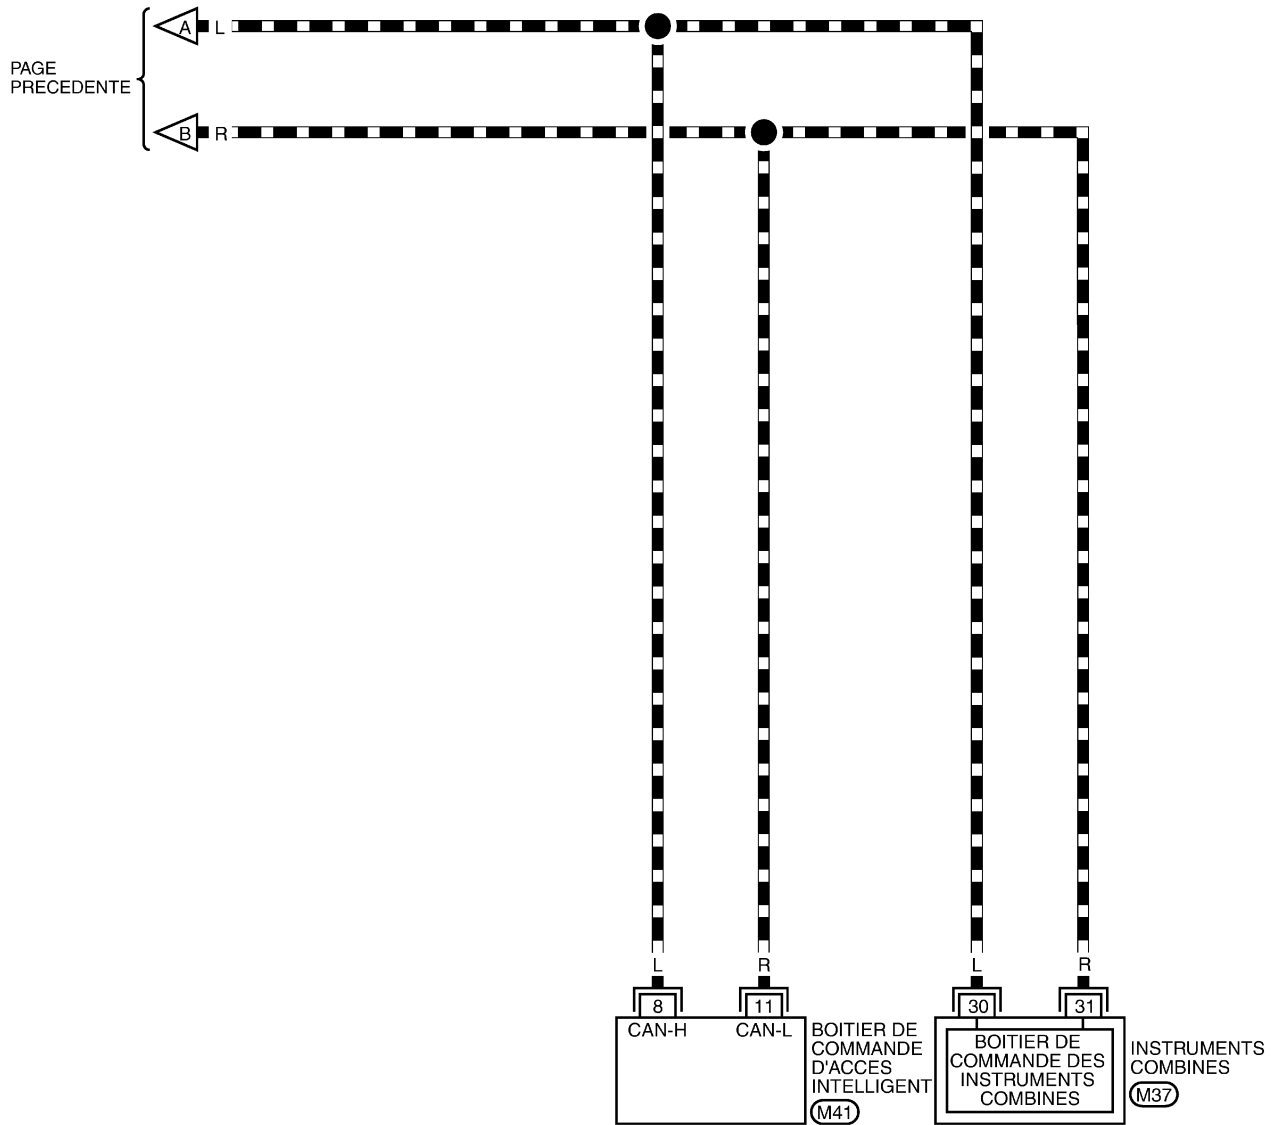 A L
PAGE
PRECEDENTE
B R
L R L R
8 11 30 31
CAN-H CAN-L
BOITIER DE
COMMANDE
D'ACCES
INTELLIGENT
M41
BOITIER DE
COMMANDE DES
INSTRUMENTS
COMBINES
INSTRUMENTS
COMBINES
M37